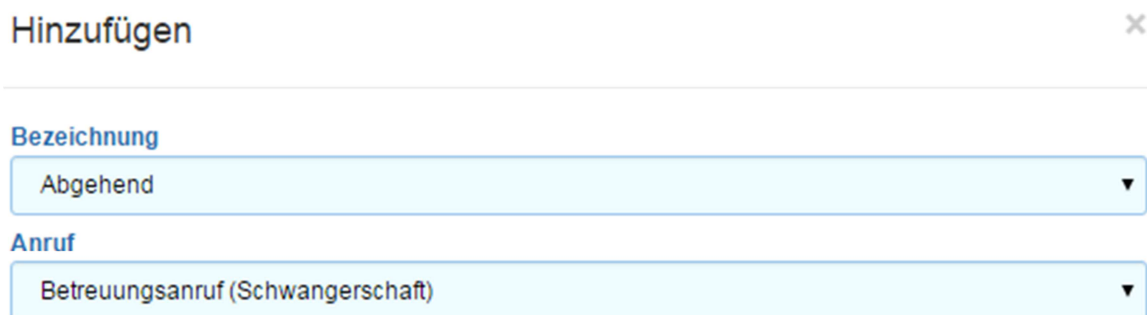 Hinzufügen
Bezeichnung
Abgehend
Anruf
Betreuungsanruf (Schwangerschaft)